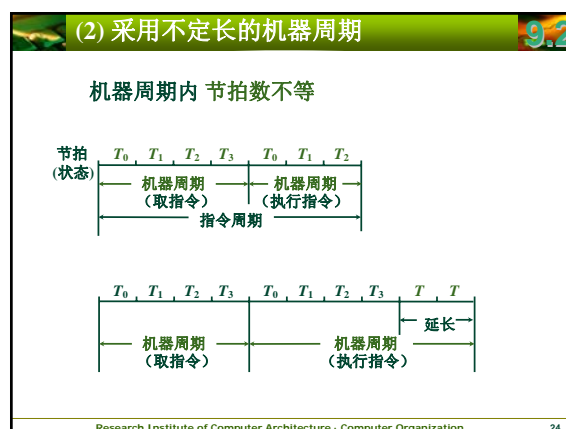 (2) 采用不定长的机器周期 9.2
机器周期内 节拍数不等
节拍 T0 T1 T2 T3 T0 T1 T2
(状态)
机器周期 机器周期
（取指令） （执行指令）
指令周期
T0 T1 T2 T3 T0 T1 T2 T3 T T
延长
机器周期 机器周期
（取指令） （执行指令）
Research Institute of Computer Architecture · Computer Organization 24